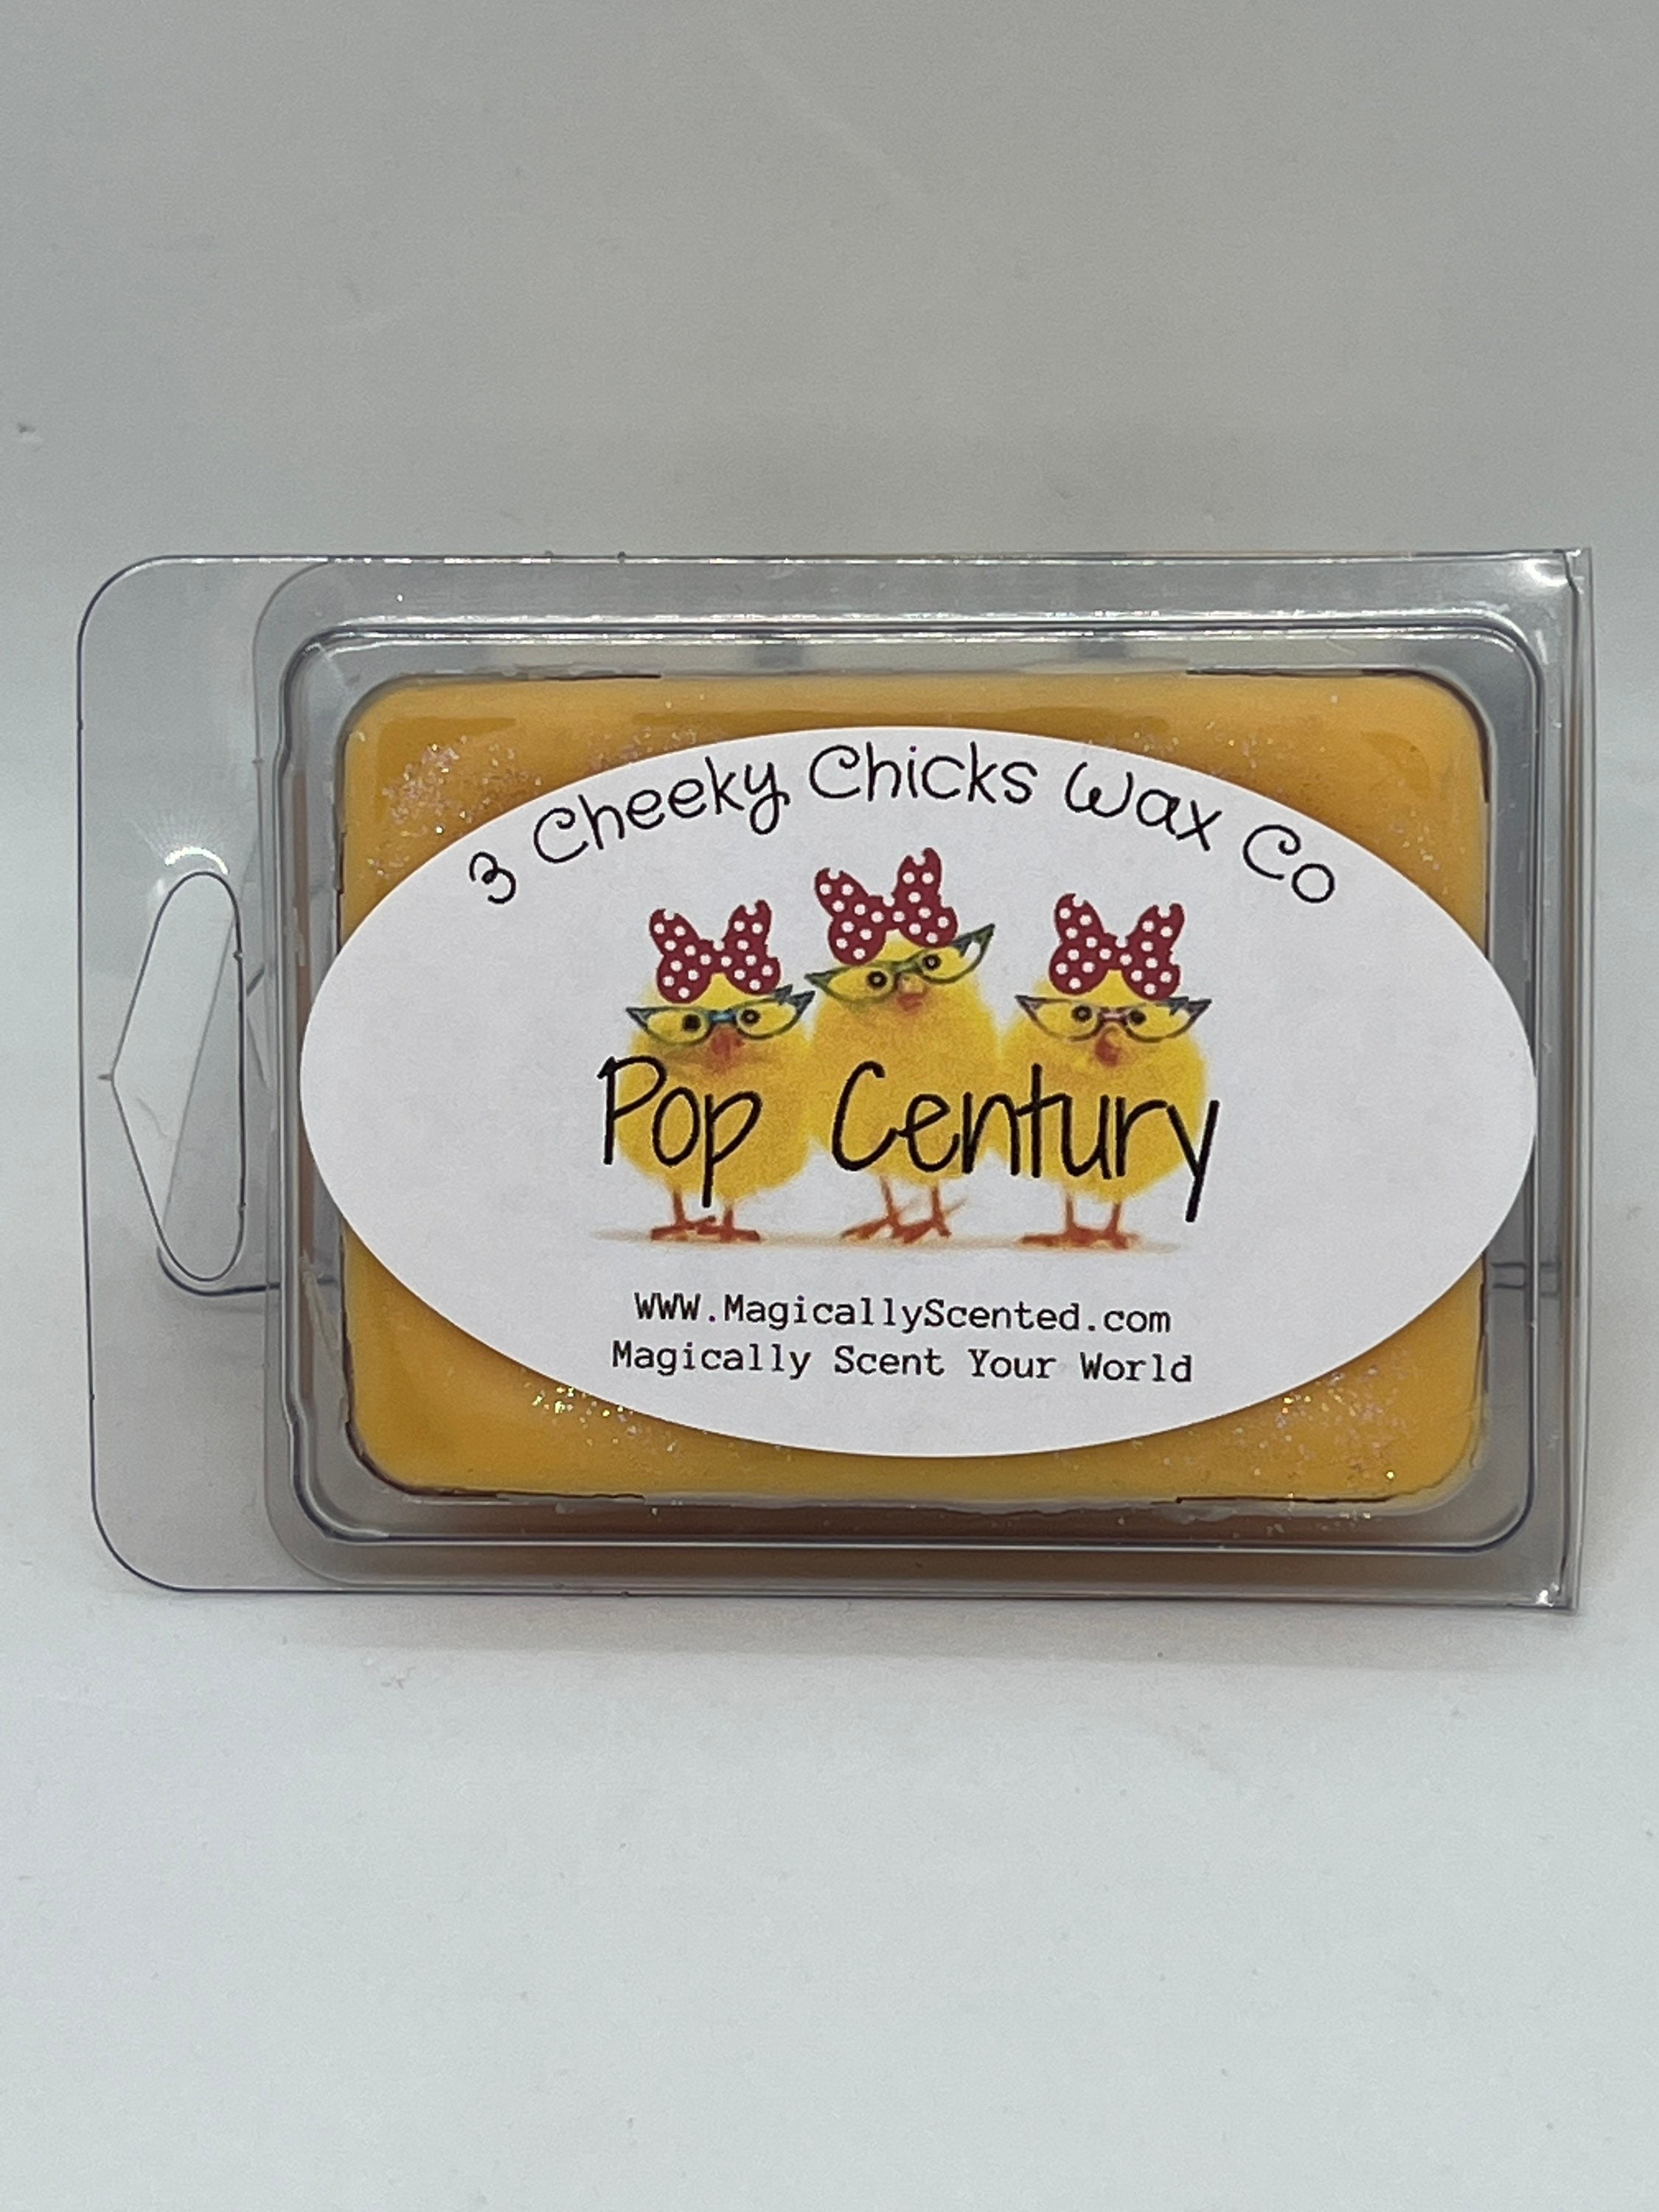 3 Cheeky Chicks Wax Co
Pop Century
WWW.MagicallyScented.com
Magically Scent Your World